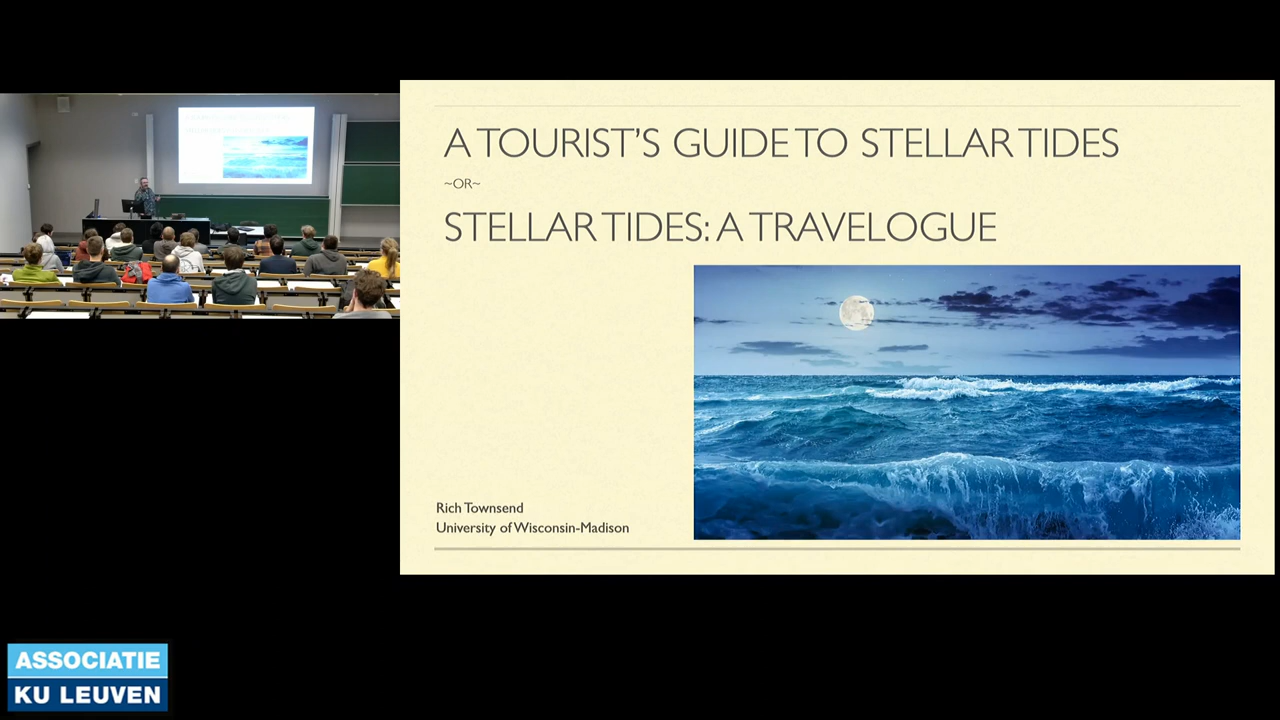 A TOURIST'S GUIDE TO STELLAR TIDES
~OR~
STELLAR TIDES: A TRAVELOGUE
Rich Townsend
University of Wisconsin-Madison
ASSOCIATIE
KU LEUVEN